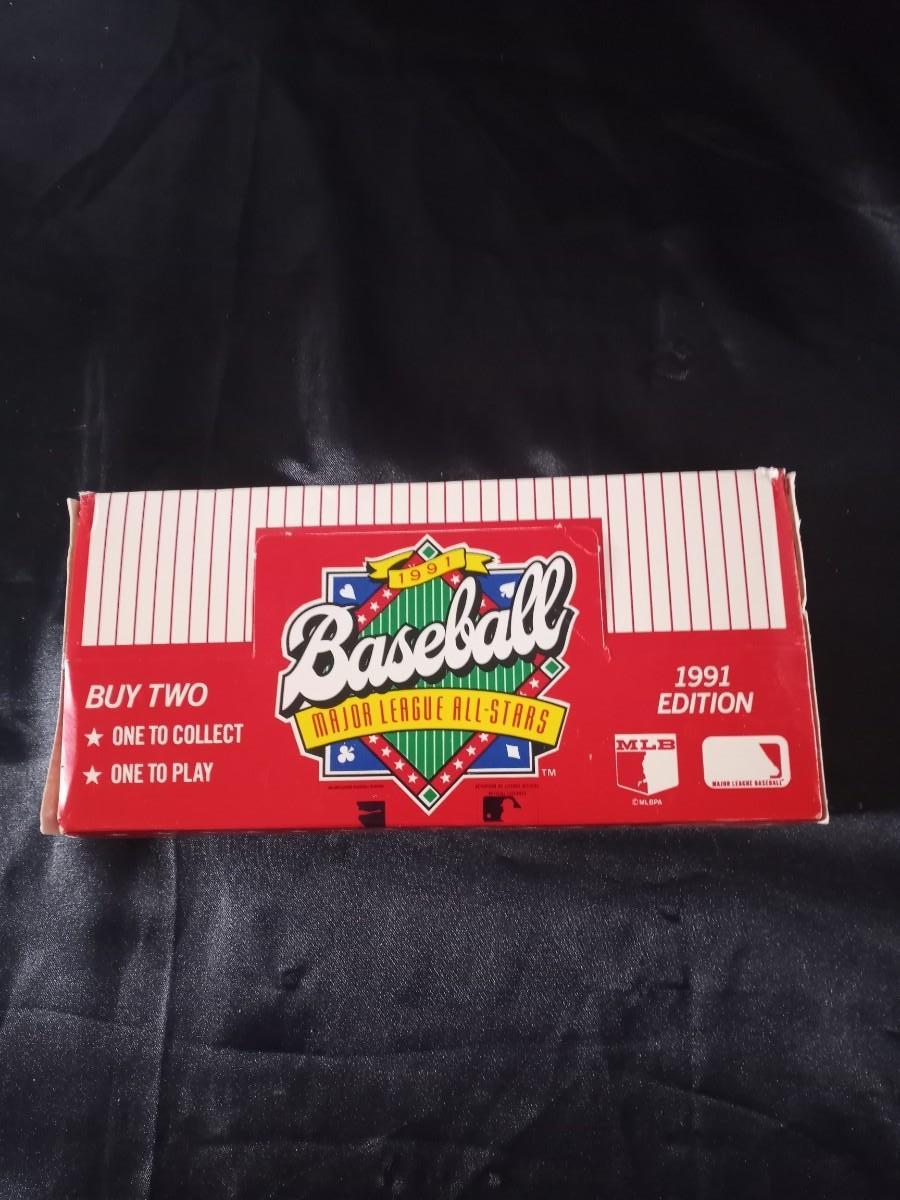 1991
Baseball
MAJOR LEAGUE ALL-STARS
TM
BUY TWO
★ ONE TO COLLECT
★ ONE TO PLAY
1991
EDITION
MLB
©MLBPA
MAJOR LEAGUE BASEBALL